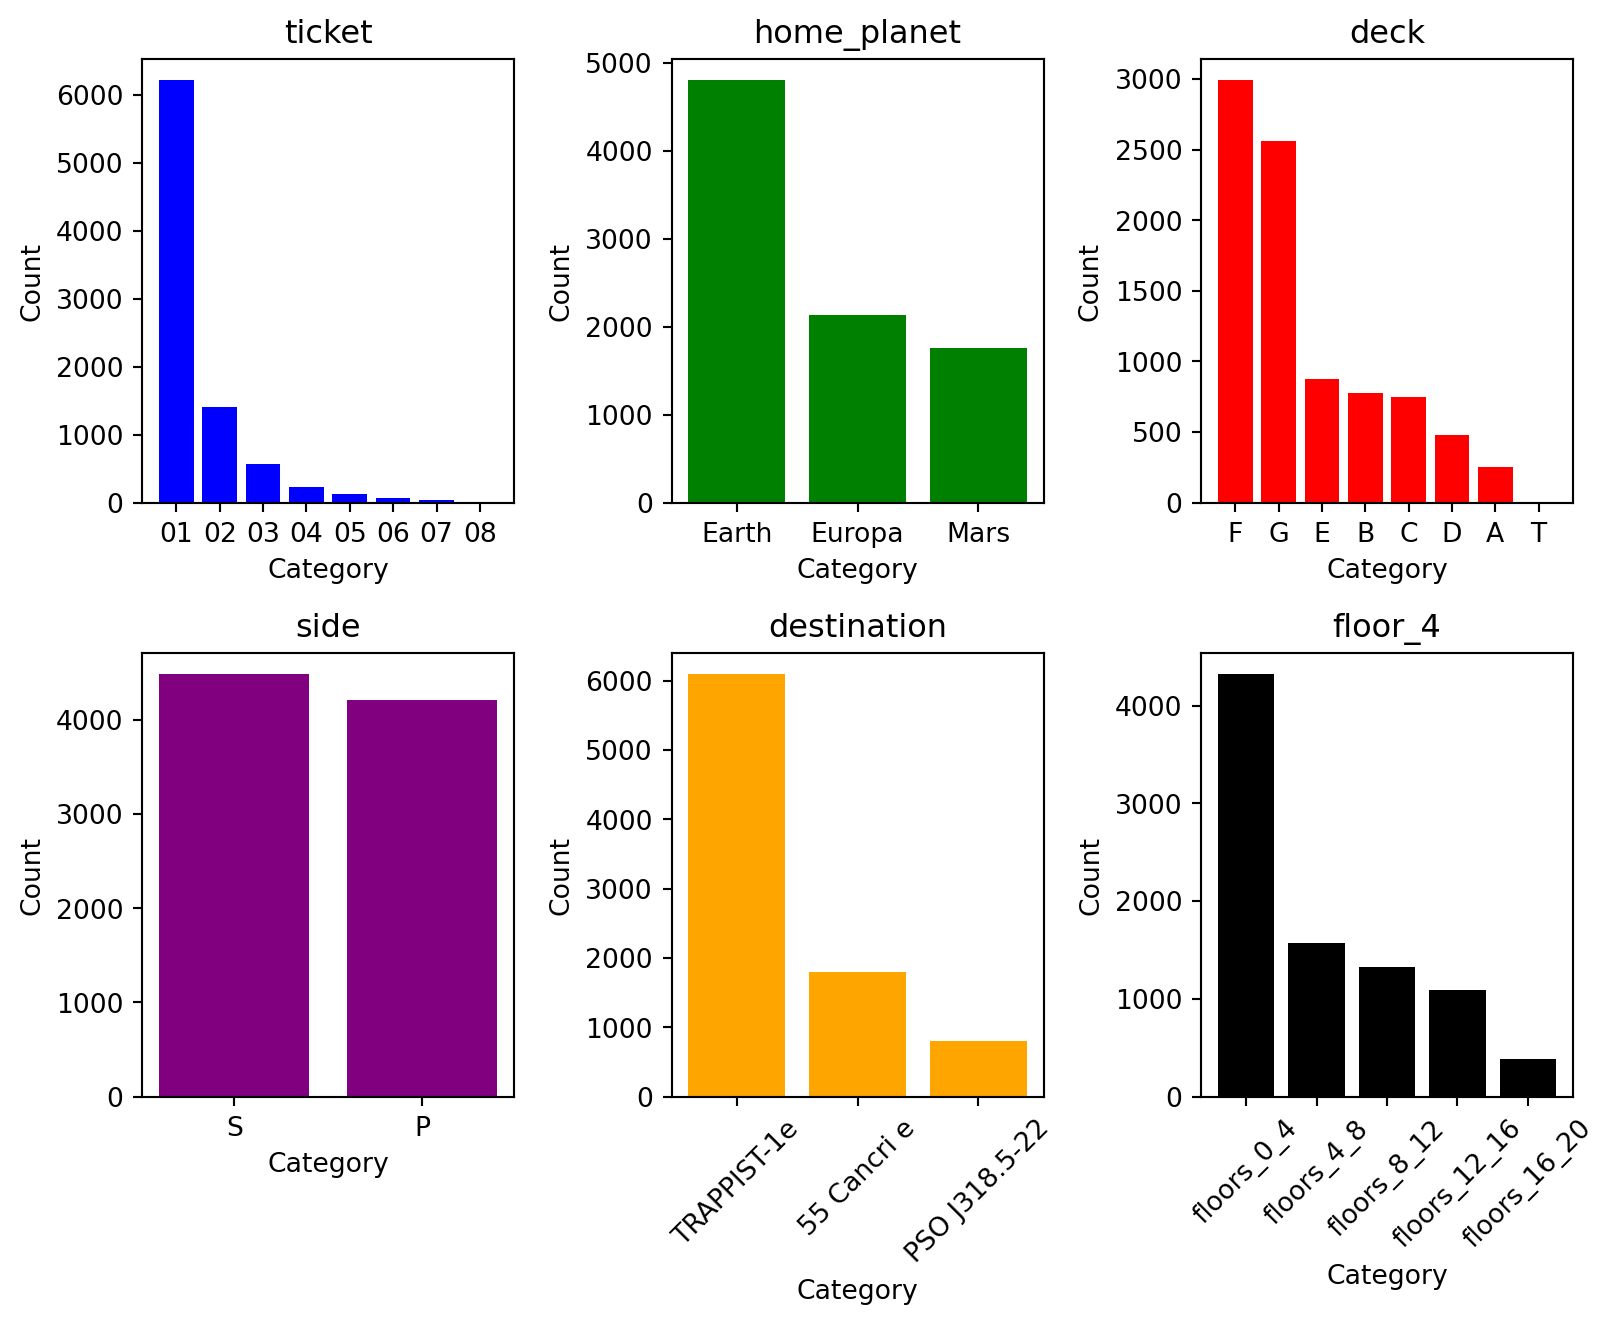 ticket
6000
5000
4000
3000
2000
1000
0
Count
01 02 03 04 05 06 07 08
Category
home_planet
5000
4000
3000
2000
1000
0
Count
Earth Europa Mars
Category
deck
3000
2500
2000
1500
1000
500
0
Count
F G E B C D A T
Category
side
4000
3000
2000
1000
0
Count
S P
Category
destination
6000
5000
4000
3000
2000
1000
0
Count
TRAPPIST-1e
55 Cancri e
PSO J318.5-22
Category
floor_4
4000
3000
2000
1000
0
Count
floors_0_4
floors_4_8
floors_8_12
floors_12_16
floors_16_20
Category